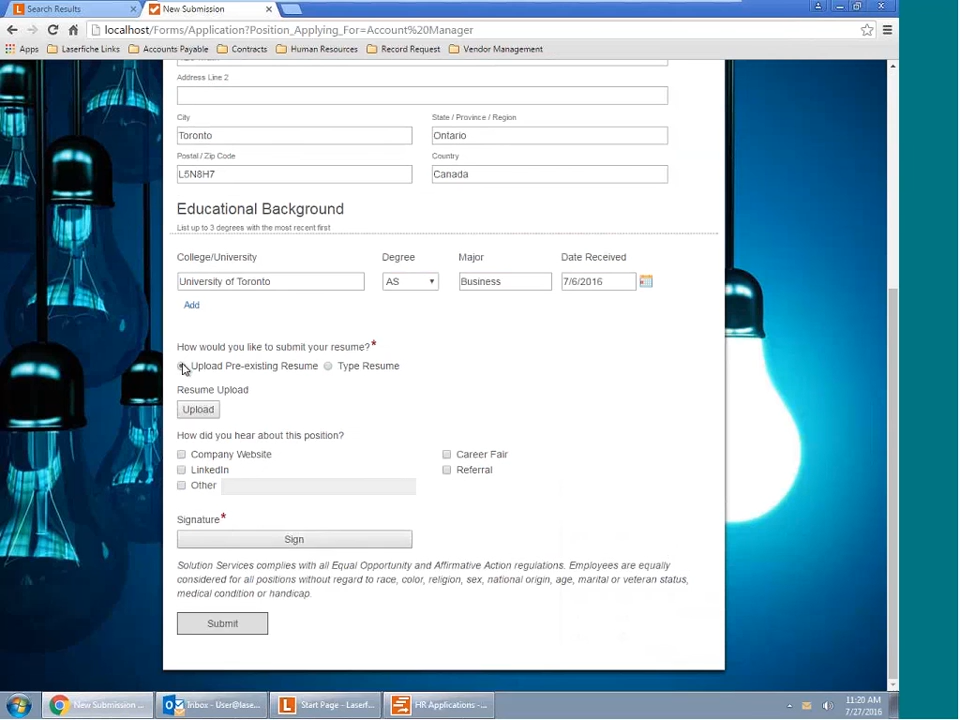 Search Results
New Submission
localhost/Forms/Application?Position_Applying_For=Account%20Manager
Apps
Laserfiche Links
Accounts Payable
Contracts
Human Resources
Record Request
Vendor Management
Address Line 2
City
State / Province / Region
Toronto
Ontario
Postal / Zip Code
Country
L5N8H7
Canada
Educational Background
List up to 3 degrees with the most recent first
College/University
Degree
Major
Date Received
University of Toronto
AS
Business
7/6/2016
Add
How would you like to submit your resume?*
Upload Pre-existing Resume
Type Resume
Resume Upload
Upload
How did you hear about this position?
Company Website
Career Fair
LinkedIn
Referral
Other
Signature*
Sign
Solution Services complies with all Equal Opportunity and Affirmative Action regulations. Employees are equally
considered for all positions without regard to race, color, religion, sex, national origin, age, marital or veteran status,
medical condition or handicap.
Submit
New Submission ...
Inbox - User@lase...
Start Page - Laserf...
HR Applications -...
11:20 AM
7/27/2016